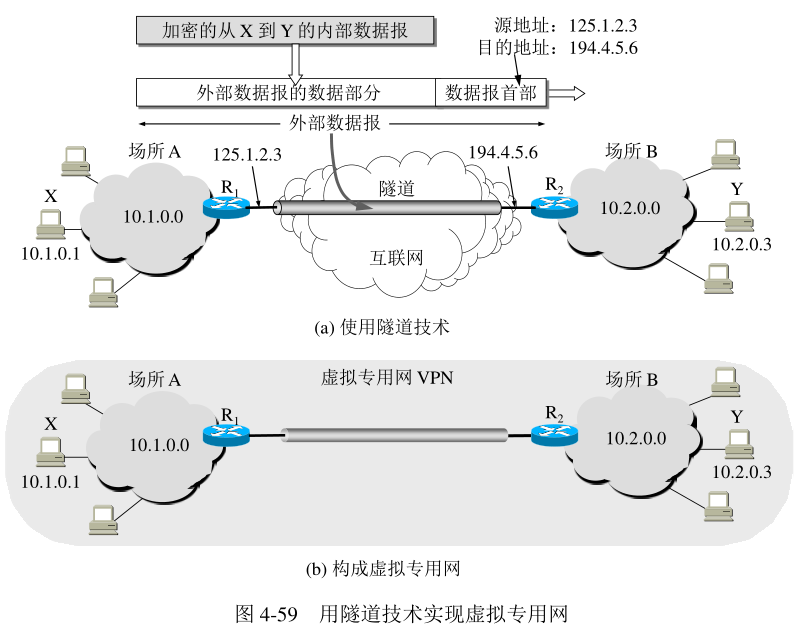 加密的从 X 到 Y 的内部数据报
源地址：125.1.2.3
目的地址：194.4.5.6
外部数据报的数据部分
数据报首部
外部数据报
场所 A
125.1.2.3
194.4.5.6
场所 B
X
R1
隧道
R2
Y
10.1.0.0
10.2.0.0
10.1.0.1
互联网
10.2.0.3
(a) 使用隧道技术
场所 A
虚拟专用网 VPN
场所 B
X
R1
R2
Y
10.1.0.0
10.2.0.0
10.1.0.1
10.2.0.3
(b) 构成虚拟专用网
图 4-59 用隧道技术实现虚拟专用网